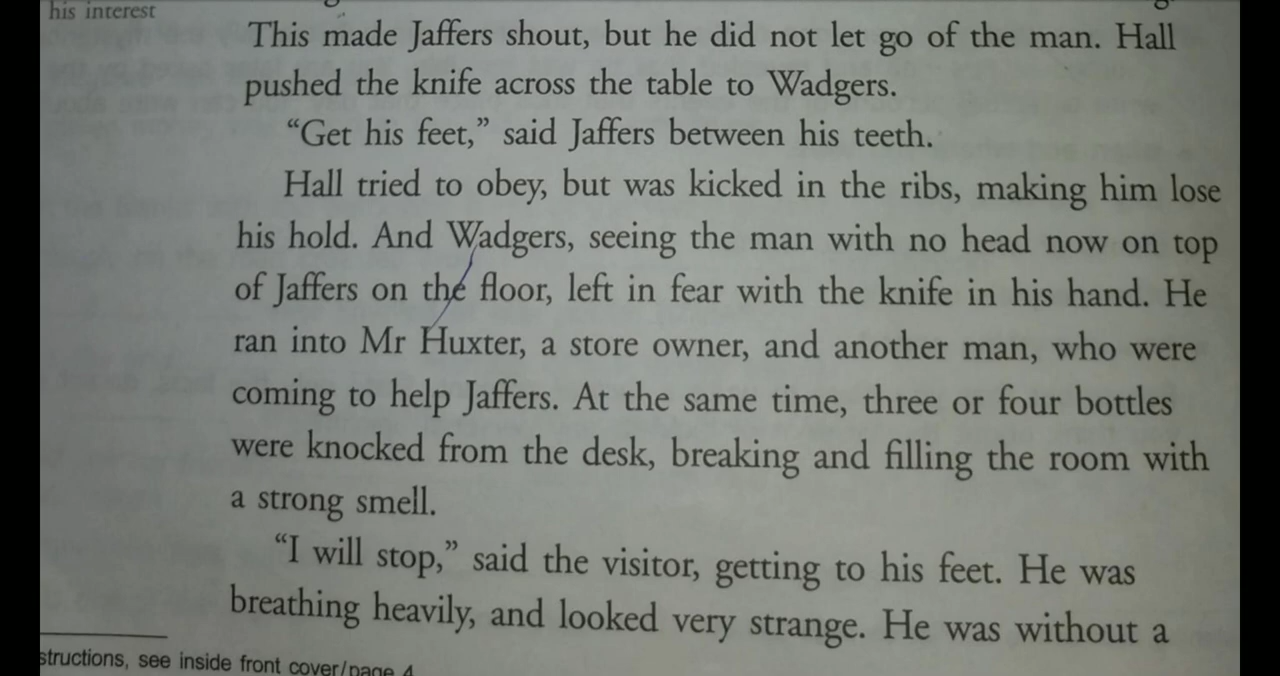 his interest
This made Jaffers shout, but he did not let go of the man. Hall
pushed the knife across the table to Wadgers.
“Get his feet,” said Jaffers between his teeth.
Hall tried to obey, but was kicked in the ribs, making him lose
his hold. And Wadgers, seeing the man with no head now on top
of Jaffers on the floor, left in fear with the knife in his hand. He
ran into Mr Huxter, a store owner, and another man, who were
coming to help Jaffers. At the same time, three or four bottles
were knocked from the desk, breaking and filling the room with
a strong smell.
“I will stop,” said the visitor, getting to his feet. He was
breathing heavily, and looked very strange. He was without a
structions, see inside front cover/page 4